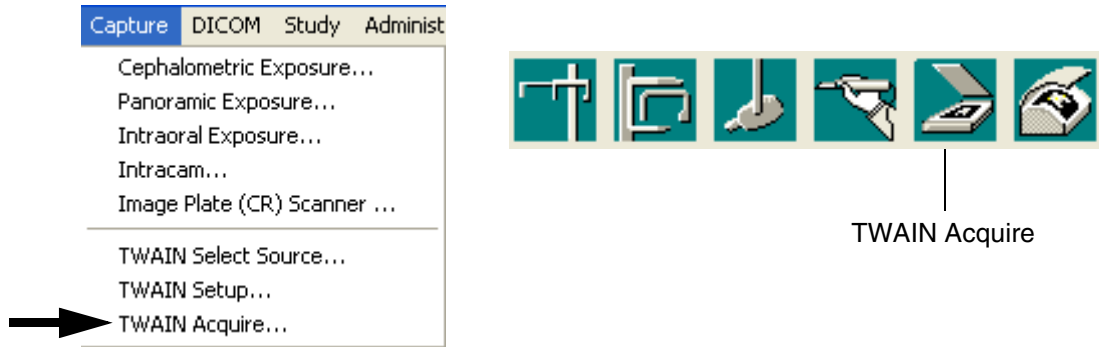 Capture DICOM Study Administ
Cephalometric Exposure...
Panoramic Exposure...
Intraoral Exposure...
Intracam...
Image Plate (CR) Scanner ...
TWAIN Select Source...
TWAIN Setup...
TWAIN Acquire...
TWAIN Acquire